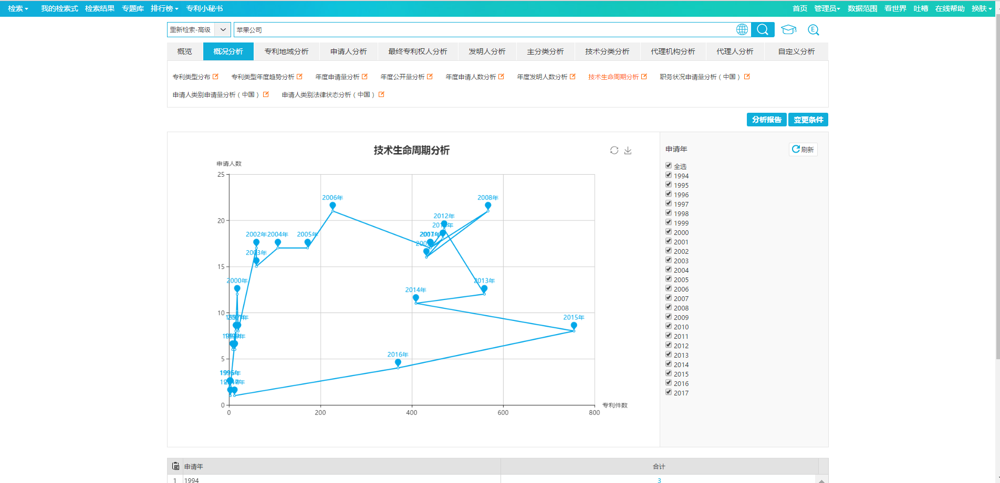 检索 我的检索式 检索结果 专题库 排行榜 专利小秘书 首页 管理员 数据范围 看世界 吐槽 在线帮助 换肤
重新检索-高级 苹果公司
概览 概况分析 专利地域分析 申请人分析 最终专利权人分析 发明人分析 主分类分析 技术分类分析 代理机构分析 代理人分析 自定义分析
专利类型分布 专利类型年度趋势分析 年度申请量分析 年度公开量分析 年度申请人数分析 年度发明人数分析 技术生命周期分析 职务状况申请量分析（中国）
申请人类别申请量分析（中国） 申请人类别法律状态分析（中国）
分析报告 变更条件
技术生命周期分析
申请人数
25
20
15
10
5
0
0 200 400 600 800
专利件数
2006年 2008年
2012年
2002年 2004年 2005年
2003年
2000年 2013年
2014年
2015年
2016年
申请年 刷新
全选
1994
1995
1996
1997
1998
1999
2000
2001
2002
2003
2004
2005
2006
2007
2008
2009
2010
2011
2012
2013
2014
2015
2016
2017
申请年 合计
1 1994 3